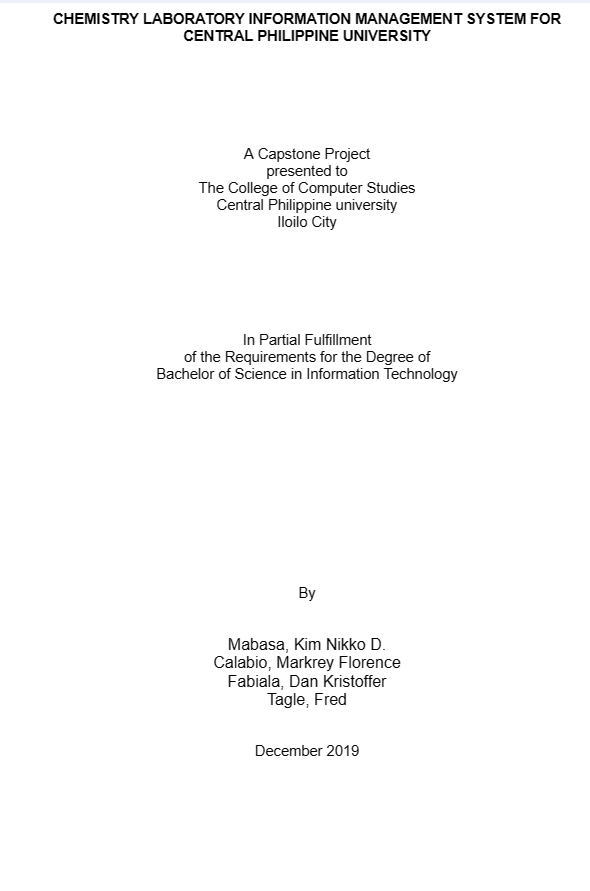 CHEMISTRY LABORATORY INFORMATION MANAGEMENT SYSTEM FOR
CENTRAL PHILIPPINE UNIVERSITY
A Capstone Project
presented to
The College of Computer Studies
Central Philippine university
Iloilo City
In Partial Fulfillment
of the Requirements for the Degree of
Bachelor of Science in Information Technology
By
Mabasa, Kim Nikko D.
Calabio, Markrey Florence
Fabiala, Dan Kristoffer
Tagle, Fred
December 2019